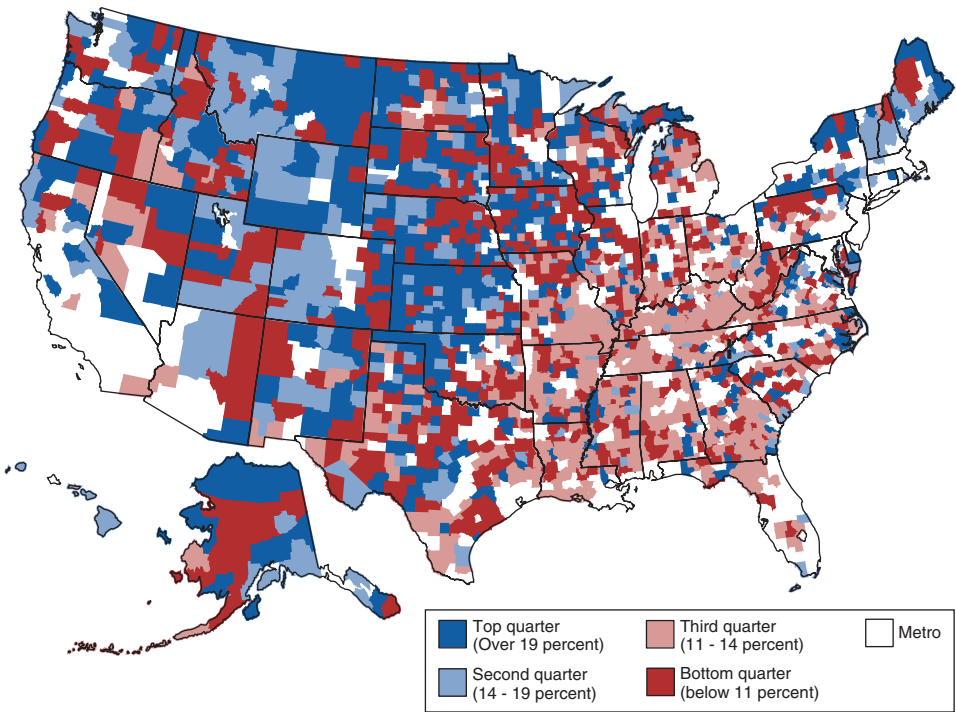 Top quarter
(Over 19 percent)
Second quarter
(14 - 19 percent)
Third quarter
(11 - 14 percent)
Bottom quarter
(below 11 percent)
Metro